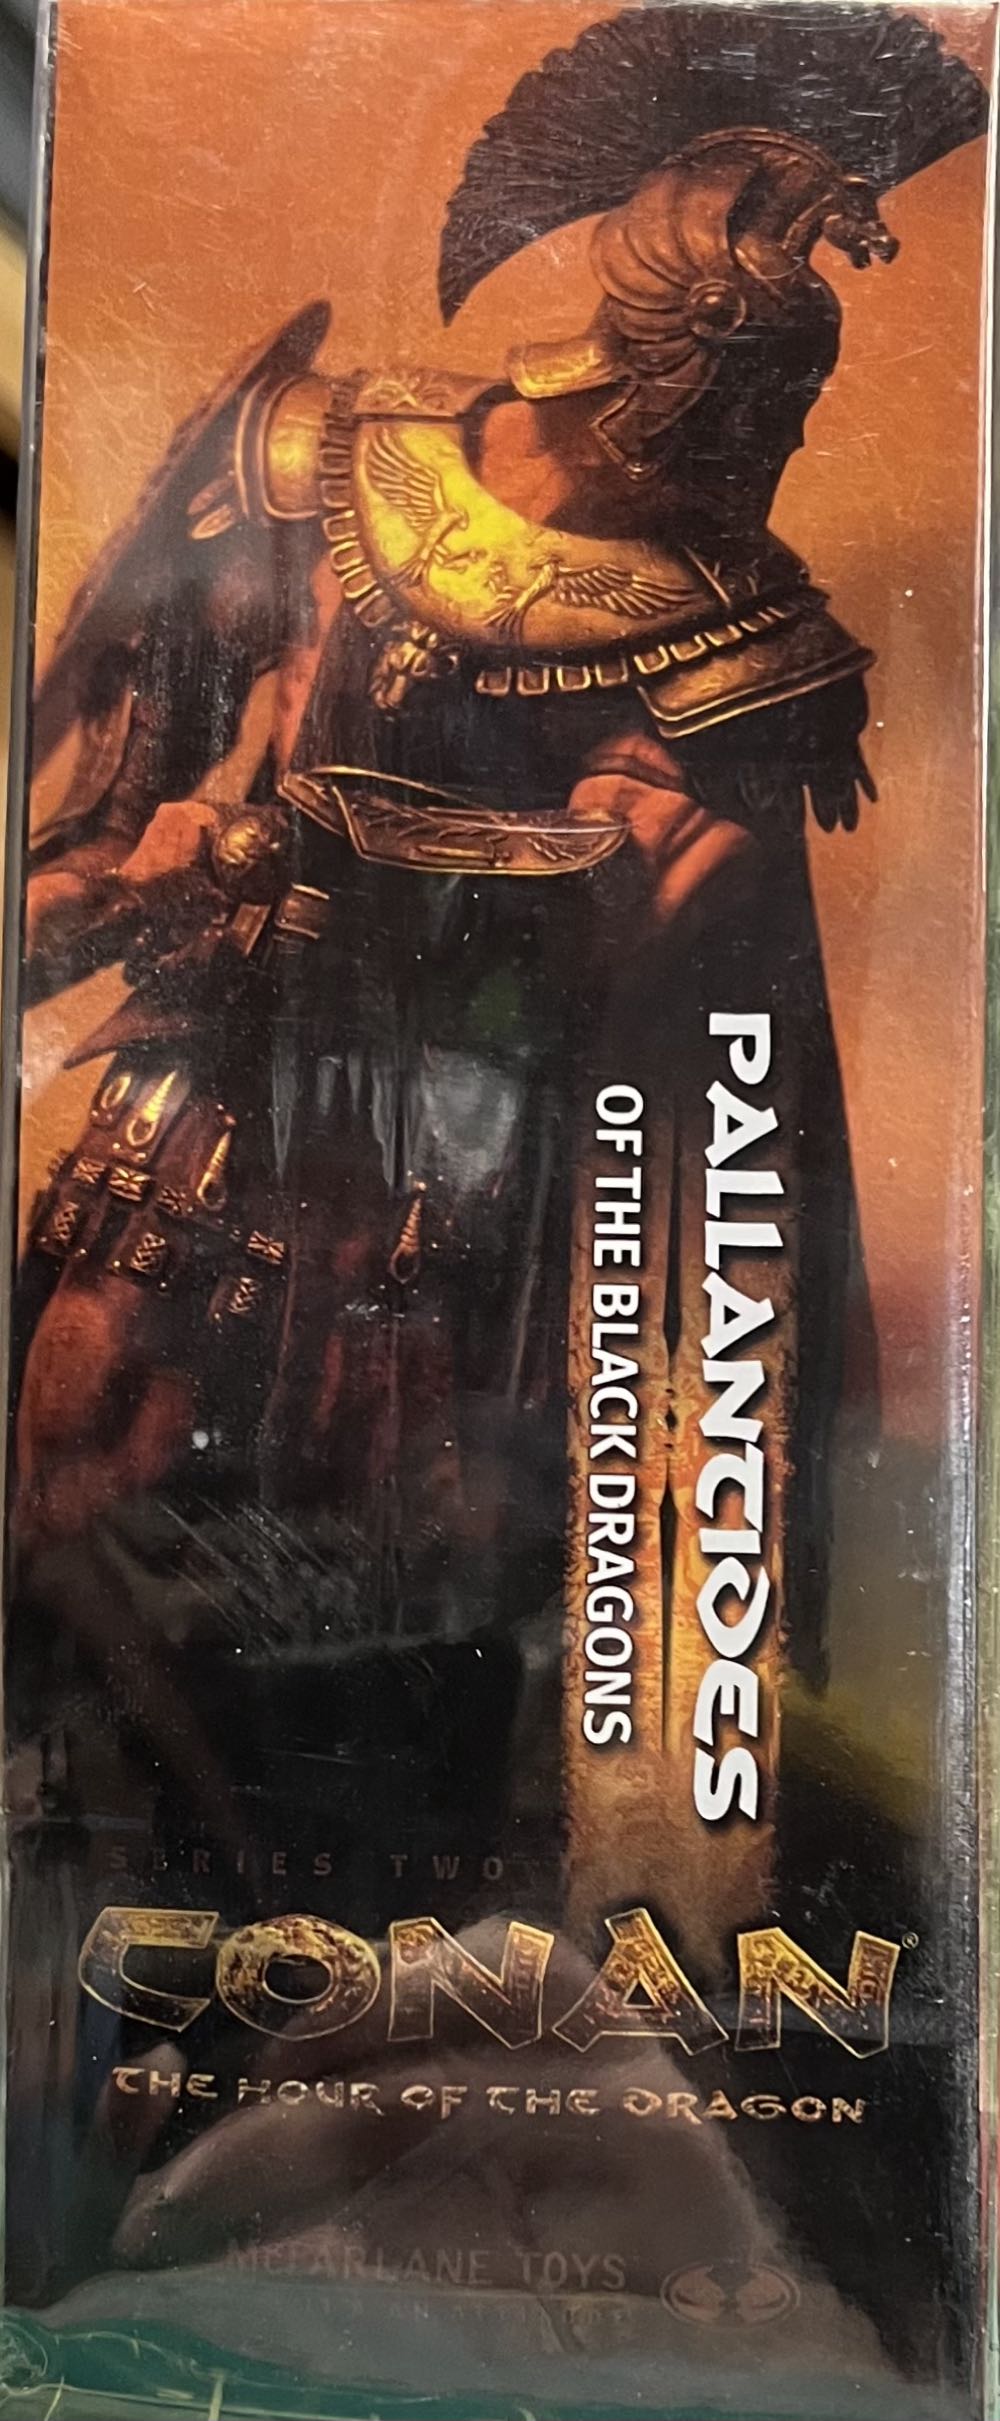 PALLANTIDES
OF THE BLACK DRAGONS
SERIES TWO
CONAN®
THE HOUR OF THE DRAGON
MCFARLANE TOYS